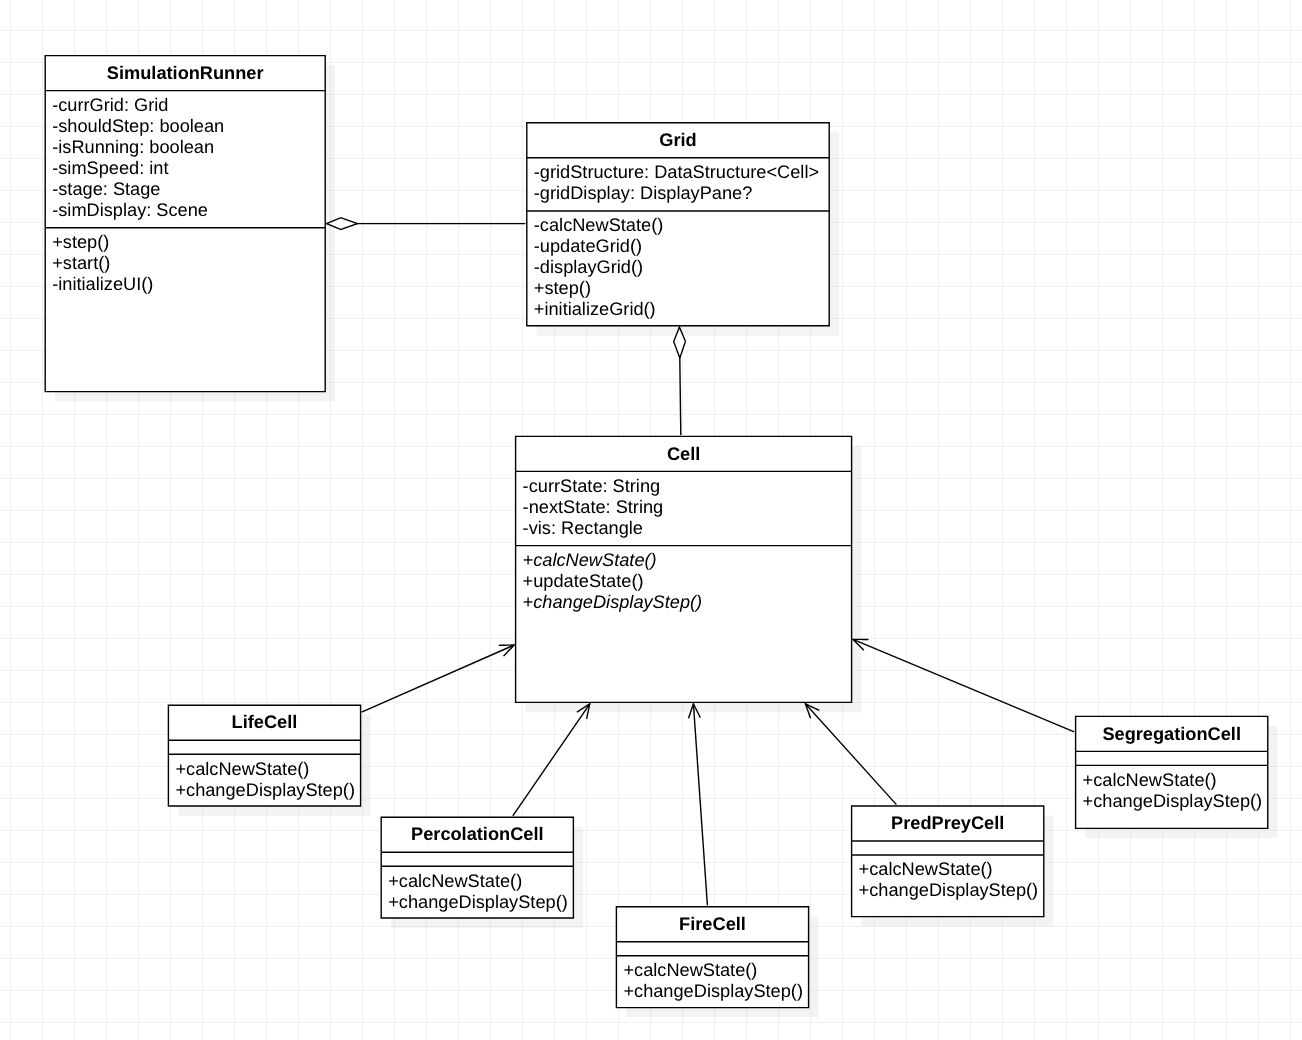 SimulationRunner
-currGrid: Grid
-shouldStep: boolean
-isRunning: boolean
-simSpeed: int
-stage: Stage
-simDisplay: Scene
+step()
+start()
-initializeUI()
Grid
-gridStructure: DataStructure<Cell>
-gridDisplay: DisplayPane?
-calcNewState()
-updateGrid()
-displayGrid()
+step()
+initializeGrid()
Cell
-currState: String
-nextState: String
-vis: Rectangle
+calcNewState()
+updateState()
+changeDisplayStep()
LifeCell
+calcNewState()
+changeDisplayStep()
PercolationCell
+calcNewState()
+changeDisplayStep()
FireCell
+calcNewState()
+changeDisplayStep()
PredPreyCell
+calcNewState()
+changeDisplayStep()
SegregationCell
+calcNewState()
+changeDisplayStep()